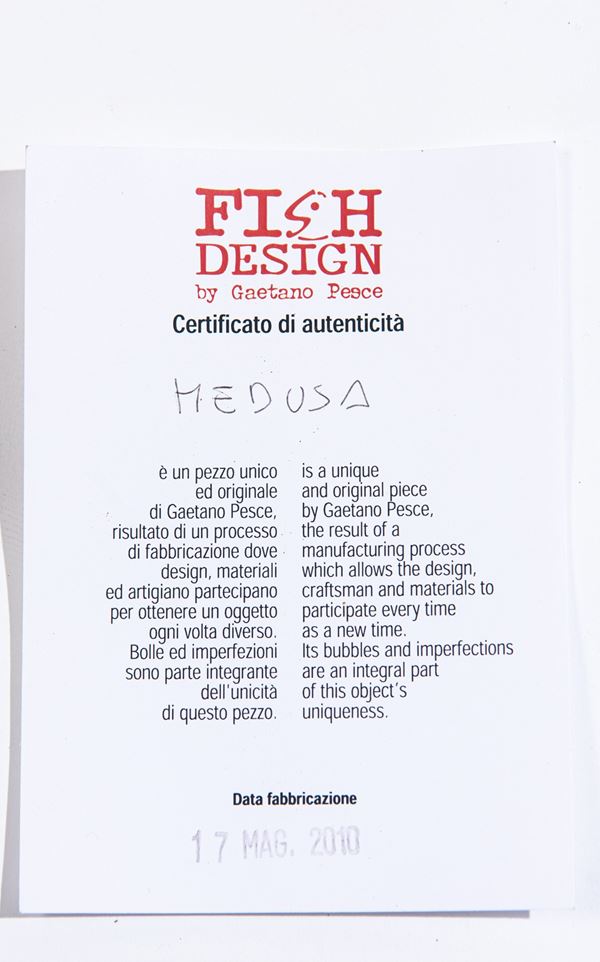 FISH
DESIGN
by Gaetano Pesce
Certificato di autenticità
MEDUSA
è un pezzo unico
ed originale
di Gaetano Pesce,
risultato di un processo
di fabbricazione dove
design, materiali
ed artigiano partecipano
per ottenere un oggetto
ogni volta diverso.
Bolle ed imperfezioni
sono parte integrante
dell'unicità
di questo pezzo.
is a unique
and original piece
by Gaetano Pesce,
the result of a
manufacturing process
which allows the design,
craftsman and materials to
participate every time
as a new time.
Its bubbles and imperfections
are an integral part
of this object's
uniqueness.
Data fabbricazione
17 MAG. 2010